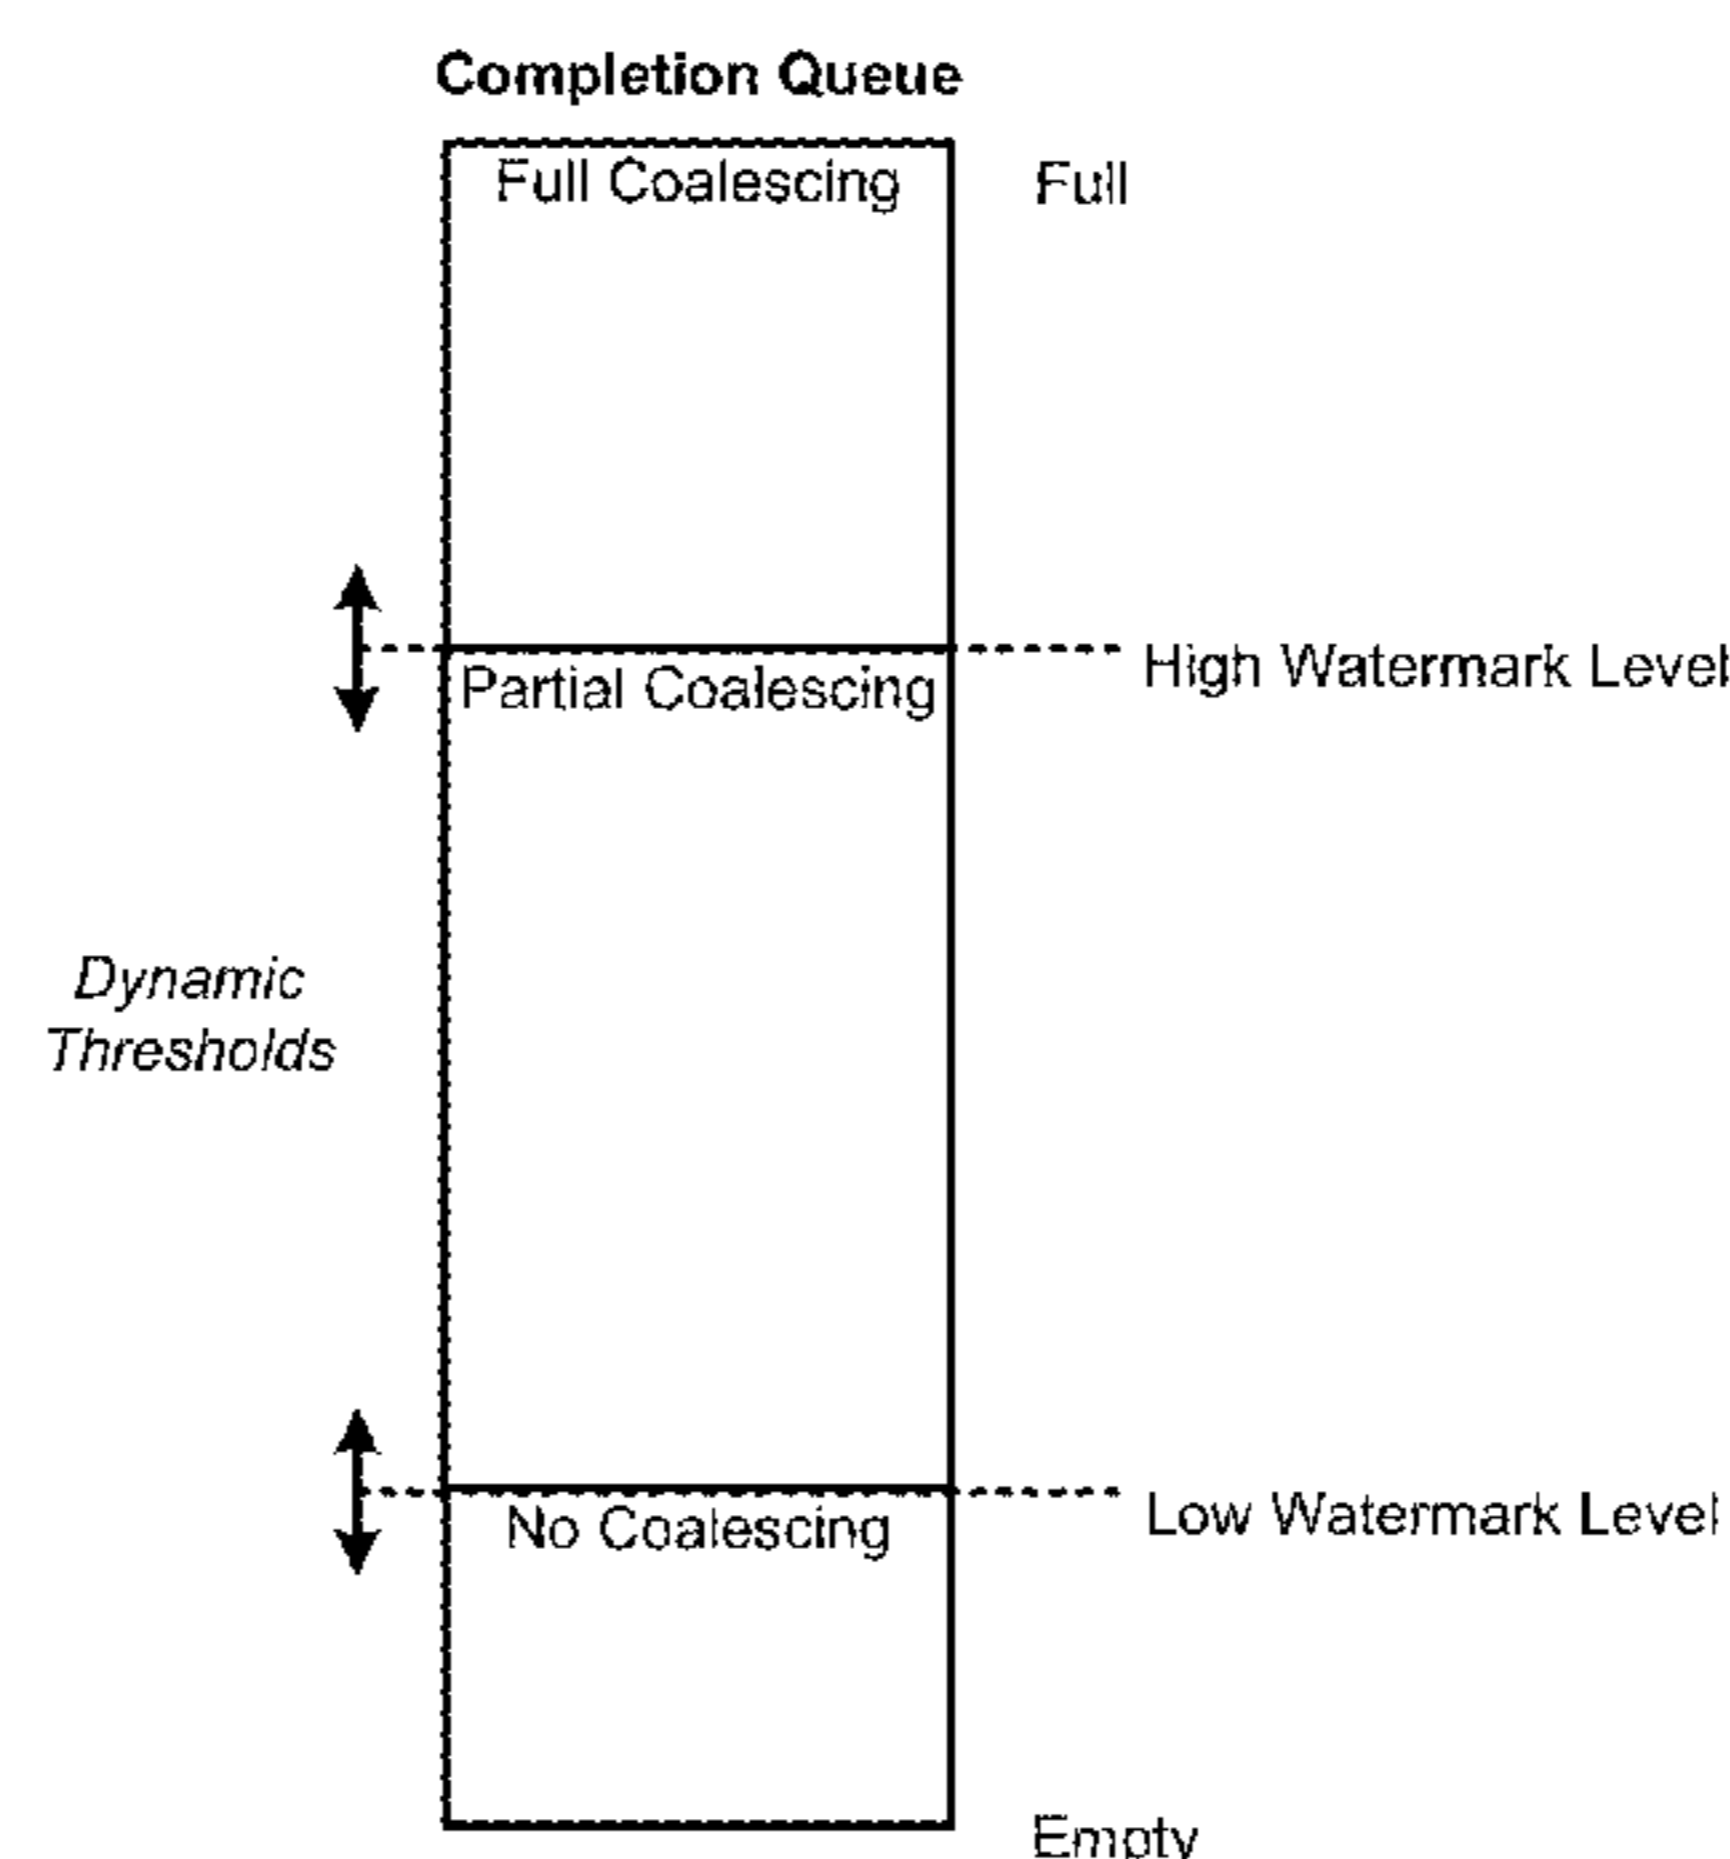 Completion Queue
Full Coalescing
Full
High Watermark Level
Partial Coalescing
Dynamic
Thresholds
Low Watermark Level
No Coalescing
Empty